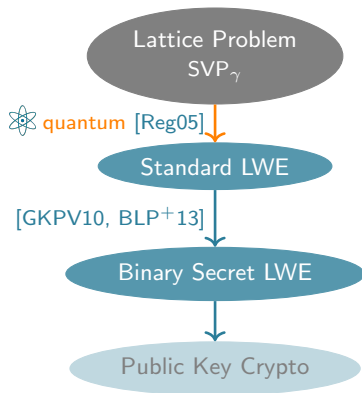 Lattice Problem
SVPγ
quantum [Reg05]
Standard LWE
[GKPV10, BLP+13]
Binary Secret LWE
Public Key Crypto